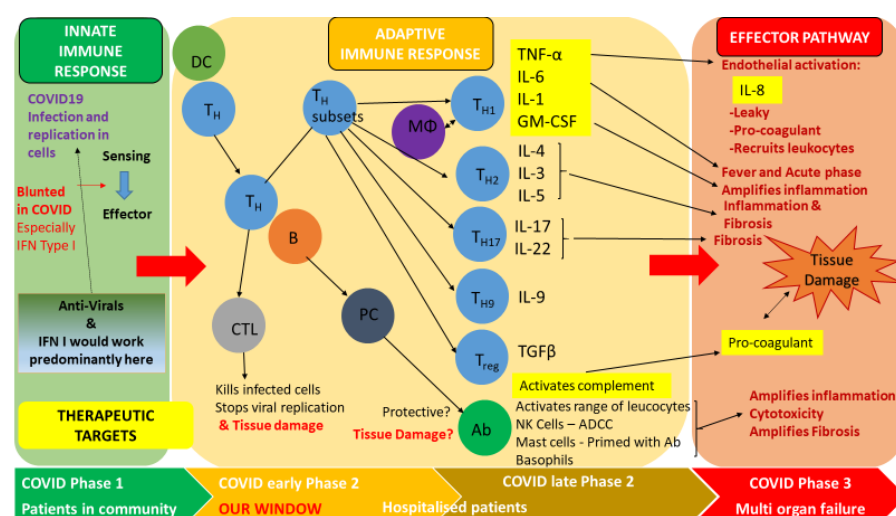 INNATE
IMMUNE
RESPONSE
COVID19
Infection and
replication in
cells
Sensing
Effector
Blunted
in COVID
Especially
IFN Type I
Anti-Virals
&
IFN I would work
predominantly here
THERAPEUTIC
TARGETS
ADAPTIVE
IMMUNE RESPONSE
DC
TH
TH
subsets
TH
B
CTL
PC
Kills infected cells
Stops viral replication
& Tissue damage
Protective?
Tissue Damage?
Ab
MΦ
TH1
TNF-α
IL-6
IL-1
GM-CSF
TH2
IL-4
IL-3
IL-5
TH17
IL-17
IL-22
TH9
IL-9
Treg
TGFβ
Activates complement
Activates range of leucocytes
NK Cells – ADCC
Mast cells - Primed with Ab
Basophils
EFFECTOR PATHWAY
Endothelial activation:
IL-8
-Leaky
-Pro-coagulant
-Recruits leukocytes
Fever and Acute phase
Amplifies inflammation
Inflammation &
Fibrosis
Fibrosis
Tissue
Damage
Pro-coagulant
Amplifies inflammation
Cytotoxicity
Amplifies Fibrosis
COVID Phase 1
Patients in community
COVID early Phase 2
OUR WINDOW
COVID late Phase 2
Hospitalised patients
COVID Phase 3
Multi organ failure